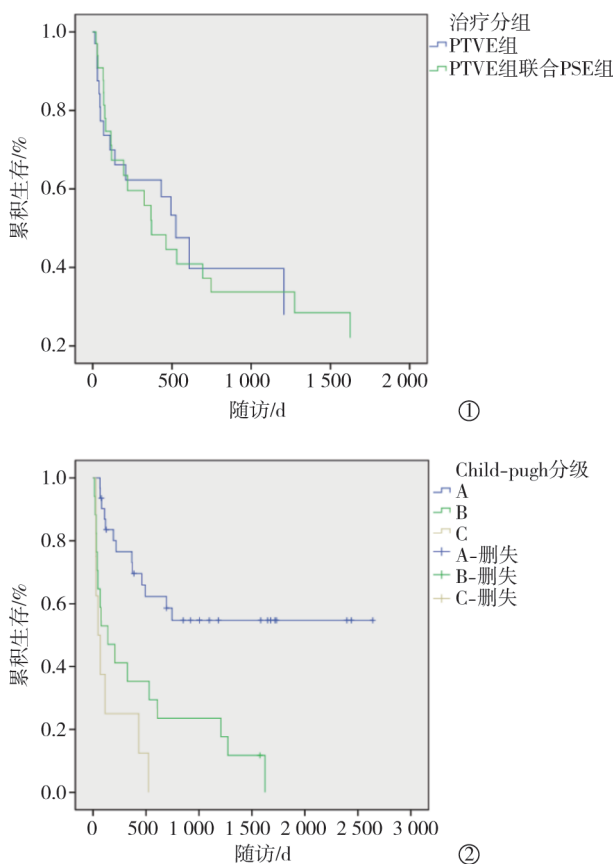 治疗分组
PTVE组
PTVE组联合PSE组
累积生存/%
1.0
0.8
0.6
0.4
0.2
0 500 1 000 1 500 2 000
随访/d
①
Child-pugh分级
A
B
C
A-删失
B-删失
C-删失
累积生存/%
1.0
0.8
0.6
0.4
0.2
0.0
0 500 1 000 1 500 2 000 2 500 3 000
随访/d
②